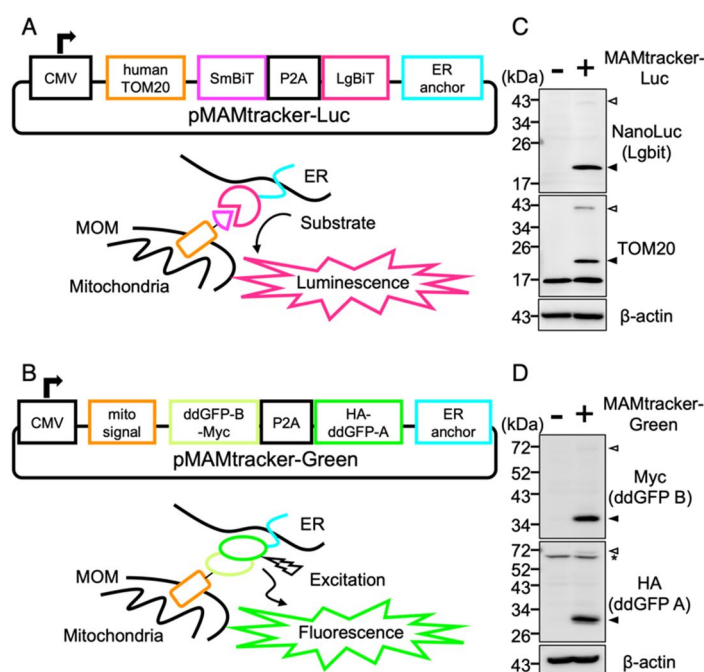 A
CMV
human
TOM20
SmBiT
P2A
LgBiT
ER
anchor
pMAMtracker-Luc
ER
MOM
Substrate
Mitochondria
Luminescence
B
CMV
mito
signal
ddGFP-B
-Myc
P2A
HA-
ddGFP-A
ER
anchor
pMAMtracker-Green
ER
MOM
Excitation
Mitochondria
Fluorescence
C
(kDa)
- +
MAMtracker-
Luc
43
34
26
17
NanoLuc
(Lgbit)
43
34
26
17
TOM20
43
β-actin
D
(kDa)
- +
MAMtracker-
Green
72
52
43
34
Myc
(ddGFP B)
72
52
43
34
26
*
HA
(ddGFP A)
43
β-actin